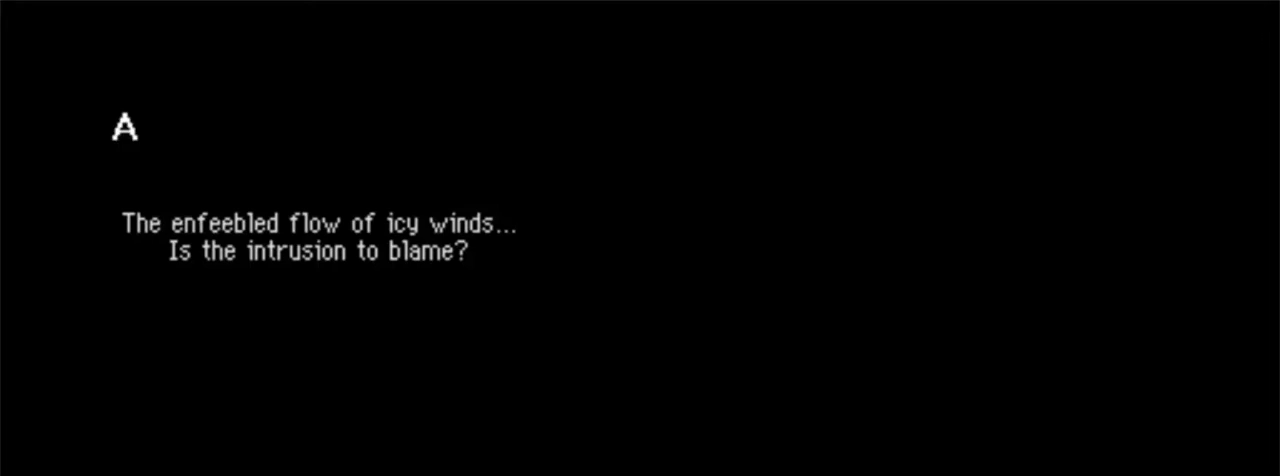 A
The enfeebled flow of icy winds...
Is the intrusion to blame?